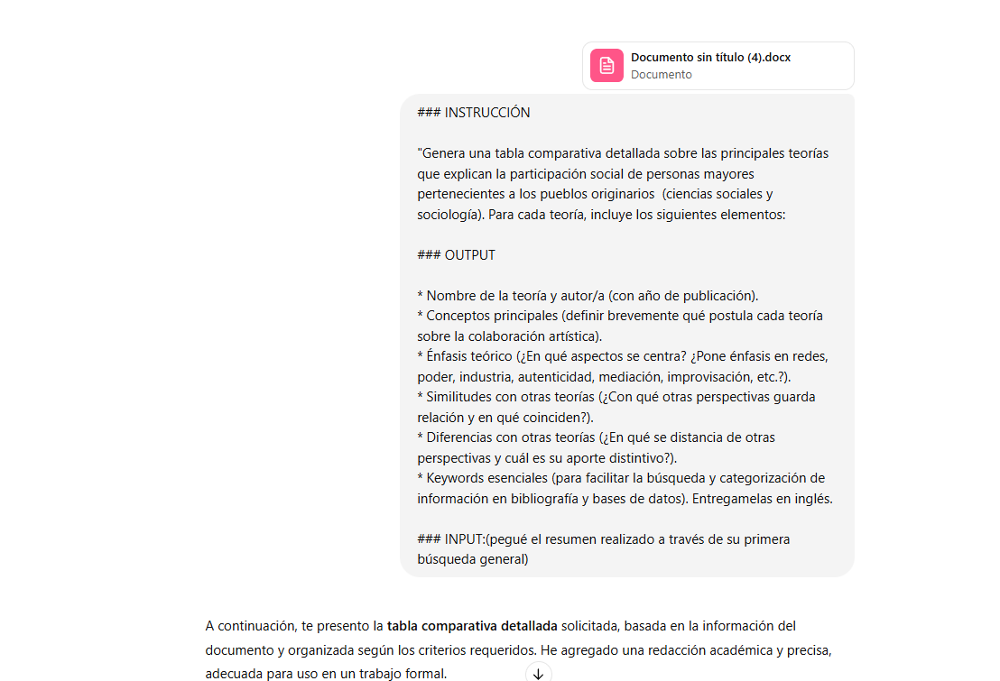 Documento sin título (4).docx
Documento
### INSTRUCCIÓN
"Genera una tabla comparativa detallada sobre las principales teorías
que explican la participación social de personas mayores
pertenecientes a los pueblos originarios  (ciencias sociales y
sociología). Para cada teoría, incluye los siguientes elementos:
### OUTPUT
* Nombre de la teoría y autor/a (con año de publicación).
* Conceptos principales (definir brevemente qué postula cada teoría
sobre la colaboración artística).
* Énfasis teórico (¿En qué aspectos se centra? ¿Pone énfasis en redes,
poder, industria, autenticidad, mediación, improvisación, etc.?).
* Similitudes con otras teorías (¿Con qué otras perspectivas guarda
relación y en qué coinciden?).
* Diferencias con otras teorías (¿En qué se distancia de otras
perspectivas y cuál es su aporte distintivo?).
* Keywords esenciales (para facilitar la búsqueda y categorización de
información en bibliografía y bases de datos). Entregamelas en inglés.
### INPUT:(pegué el resumen realizado a través de su primera
búsqueda general)
A continuación, te presento la tabla comparativa detallada solicitada, basada en la información del
documento y organizada según los criterios requeridos. He agregado una redacción académica y precisa,
adecuada para uso en un trabajo formal.